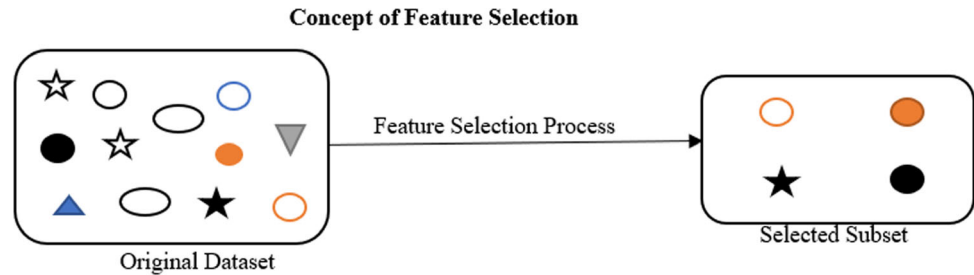 Concept of Feature Selection
Feature Selection Process
Original Dataset
Selected Subset